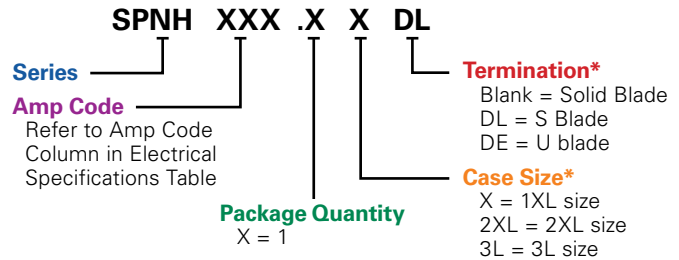 SPNH XXX .X X DL
Series
Amp Code
Refer to Amp Code
Column in Electrical
Specifications Table
Package Quantity
X = 1
Termination*
Blank = Solid Blade
DL = S Blade
DE = U blade
Case Size*
X = 1XL size
2XL = 2XL size
3L = 3L size